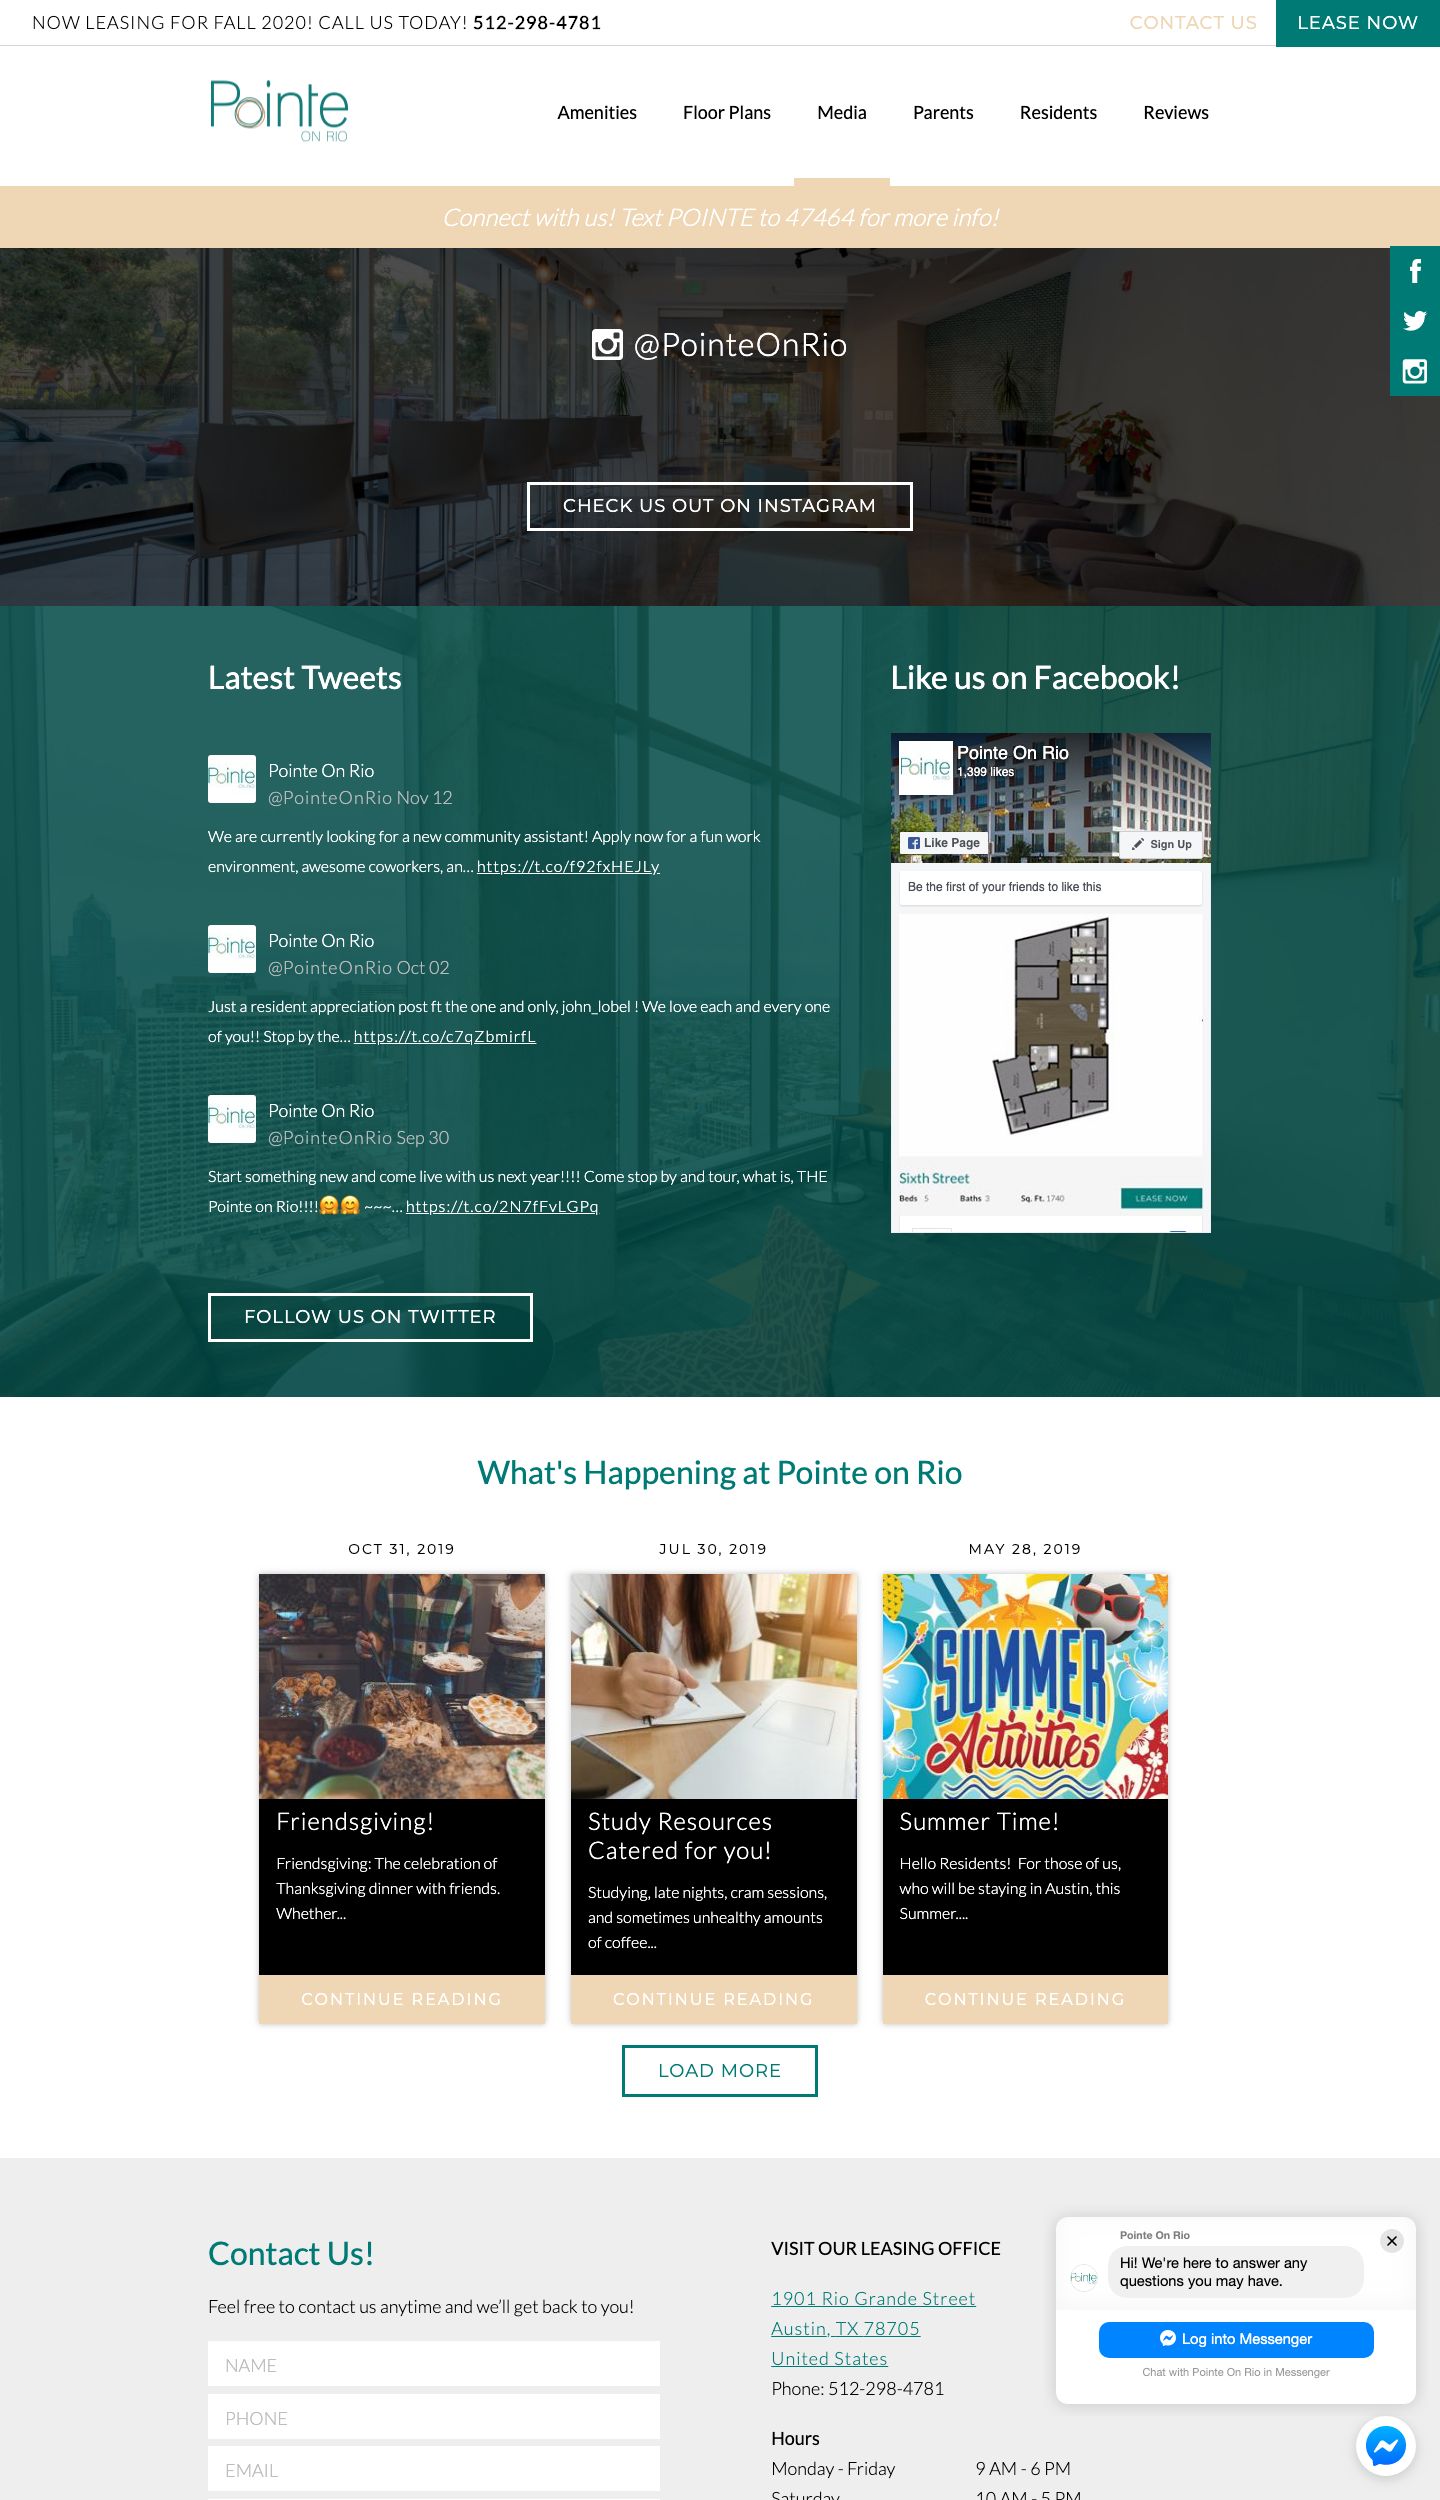 NOW LEASING FOR FALL 2020! CALL US TODAY! 512-298-4781
CONTACT US
LEASE NOW
Pointe
ON RIO
Amenities
Floor Plans
Media
Parents
Residents
Reviews
Connect with us! Text POINTE to 47464 for more info!
@PointeOnRio
CHECK US OUT ON INSTAGRAM
Latest Tweets
Pointe
Pointe On Rio
@PointeOnRio Nov 12
We are currently looking for a new community assistant! Apply now for a fun work
environment, awesome coworkers, an… https://t.co/f92fxHEJLy
Pointe
Pointe On Rio
@PointeOnRio Oct 02
Just a resident appreciation post ft the one and only, john_lobel ! We love each and every one
of you!! Stop by the… https://t.co/c7qZbmirfL
Pointe
Pointe On Rio
@PointeOnRio Sep 30
Start something new and come live with us next year!!!! Come stop by and tour, what is, THE
Pointe on Rio!!!!🤗🤗 ~~~… https://t.co/2N7fFvLGPq
FOLLOW US ON TWITTER
Like us on Facebook!
Pointe
Pointe On Rio
1,399 likes
Like Page
Sign Up
Be the first of your friends to like this
Sixth Street
Beds 5
Baths 3
Sq. Ft. 1740
LEASE NOW
What's Happening at Pointe on Rio
OCT 31, 2019
Friendsgiving!
Friendsgiving: The celebration of
Thanksgiving dinner with friends.
Whether...
CONTINUE READING
JUL 30, 2019
Study Resources
Catered for you!
Studying, late nights, cram sessions,
and sometimes unhealthy amounts
of coffee...
CONTINUE READING
MAY 28, 2019
SUMMER
Activities
Summer Time!
Hello Residents!  For those of us,
who will be staying in Austin, this
Summer....
CONTINUE READING
LOAD MORE
Contact Us!
Feel free to contact us anytime and we’ll get back to you!
NAME
PHONE
EMAIL
VISIT OUR LEASING OFFICE
1901 Rio Grande Street
Austin, TX 78705
United States
Phone: 512-298-4781
Hours
Monday - Friday
9 AM - 6 PM
Saturday
10 AM - 5 PM
Pointe On Rio
Pointe
Hi! We're here to answer any
questions you may have.
Log into Messenger
Chat with Pointe On Rio in Messenger